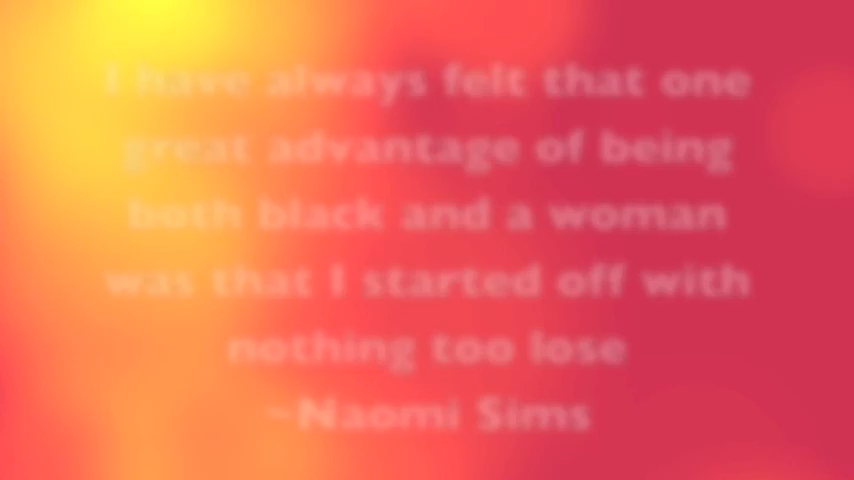 I have always felt that one
great advantage of being
both black and a woman
was that I started off with
nothing too lose
~Naomi Sims